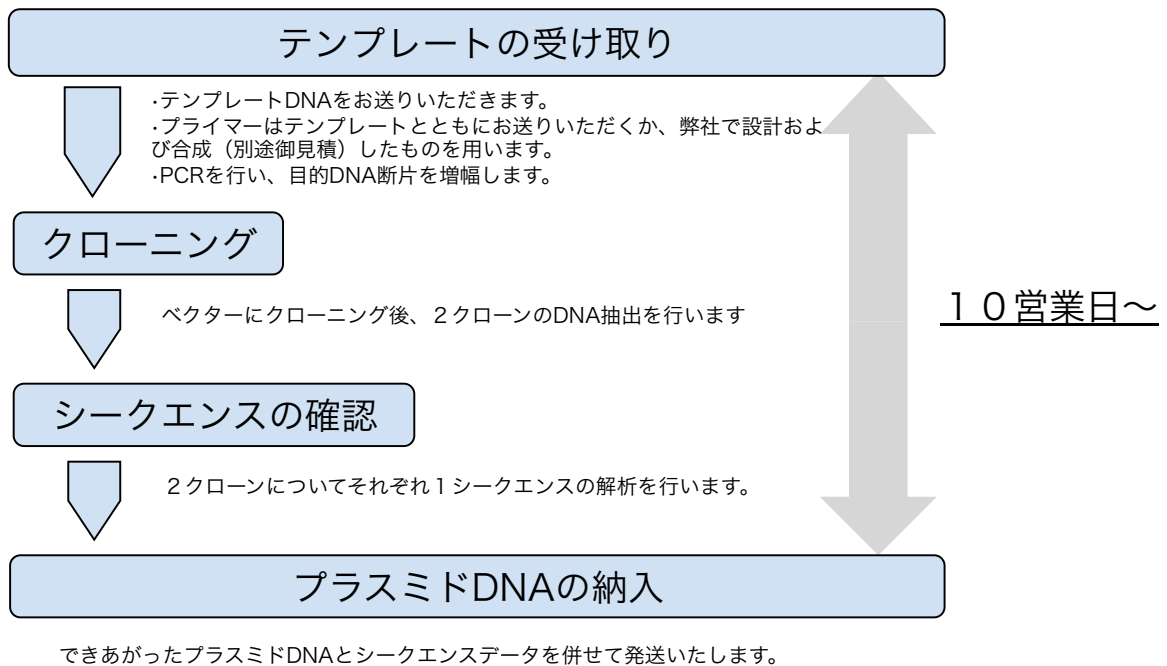 テンプレートの受け取り
・テンプレートDNAをお送りいただきます。
・プライマーはテンプレートとともにお送りいただくか、弊社で設計およ
び合成（別途御見積）したものを用います。
・PCRを行い、目的DNA断片を増幅します。
クローニング
ベクターにクローニング後、２クローンのDNA抽出を行います
１０営業日～
シークエンスの確認
２クローンについてそれぞれ１シークエンスの解析を行います。
プラスミドDNAの納入
できあがったプラスミドDNAとシークエンスデータを併せて発送いたします。